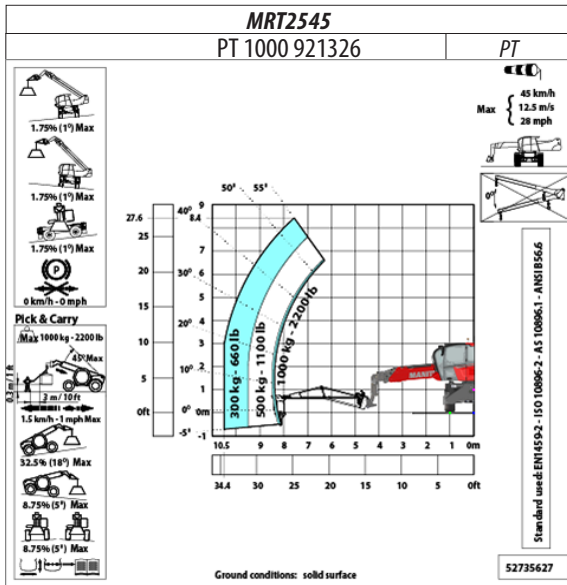 MRT2545
PT 1000 921326
PT
1.75% (1°) Max
1.75% (1°) Max
1.75% (1°) Max
P
0 km/h - 0 mph
Pick & Carry
Max 1000 kg - 2200 lb
45° Max
0.3 m / 1 ft
3 m / 10 ft
1.5 km/h - 1 mph Max
32.5% (18°) Max
8.75% (5°) Max
8.75% (5°) Max
Max
45 km/h
12.5 m/s
28 mph
0°
50°
55°
27.6
40°
8.4
9
25
8
7
20
6
30°
5
15
4
20°
3
10
2
10°
5
1
0ft
0°
0m
-5°
-1
300 kg - 660 lb
500 kg - 1100 lb
1000 kg - 2200 lb
MANIT
10.5 9 8 7 6 5 4 3 2 1 0m
34.4 30 25 20 15 10 5 0ft
Ground conditions: solid surface
Standard used: EN1459-2 - ISO 10896-2 - AS 10896.1 - ANSI B56.6
52735627